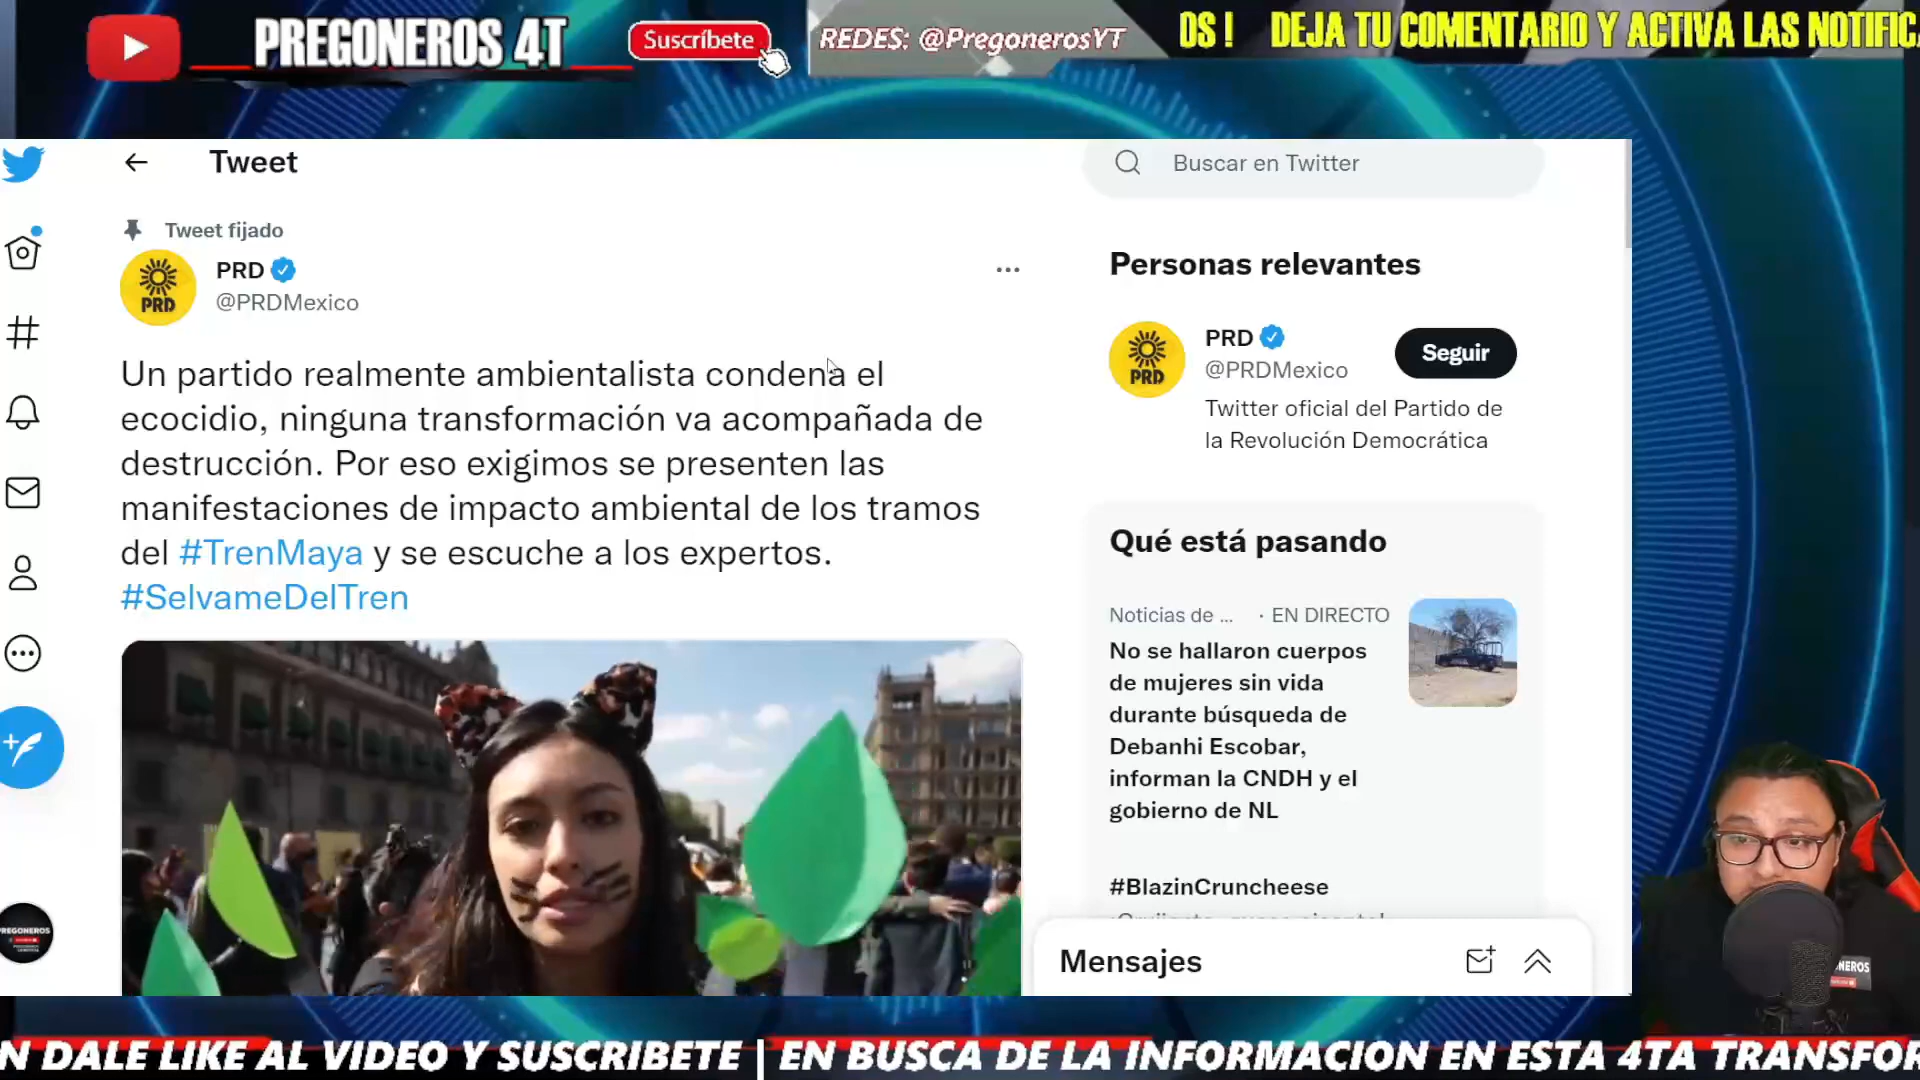 PREGONEROS 4T
Suscríbete
REDES: @PregonerosYT
OS ! DEJA TU COMENTARIO Y ACTIVA LAS NOTIFIC
Tweet
Buscar en Twitter
Tweet fijado
PRD
@PRDMexico
PRD
Un partido realmente ambientalista condena el
ecocidio, ninguna transformación va acompañada de
destrucción. Por eso exigimos se presenten las
manifestaciones de impacto ambiental de los tramos
del #TrenMaya y se escuche a los expertos.
#SelvameDelTren
Personas relevantes
PRD
PRD
@PRDMexico
Seguir
Twitter oficial del Partido de
la Revolución Democrática
Qué está pasando
Noticias de ... · EN DIRECTO
No se hallaron cuerpos
de mujeres sin vida
durante búsqueda de
Debanhi Escobar,
informan la CNDH y el
gobierno de NL
#BlazinCruncheese
Mensajes
PREGONEROS
NEROS
N DALE LIKE AL VIDEO Y SUSCRIBETE | EN BUSCA DE LA INFORMACION EN ESTA 4TA TRANSFOR